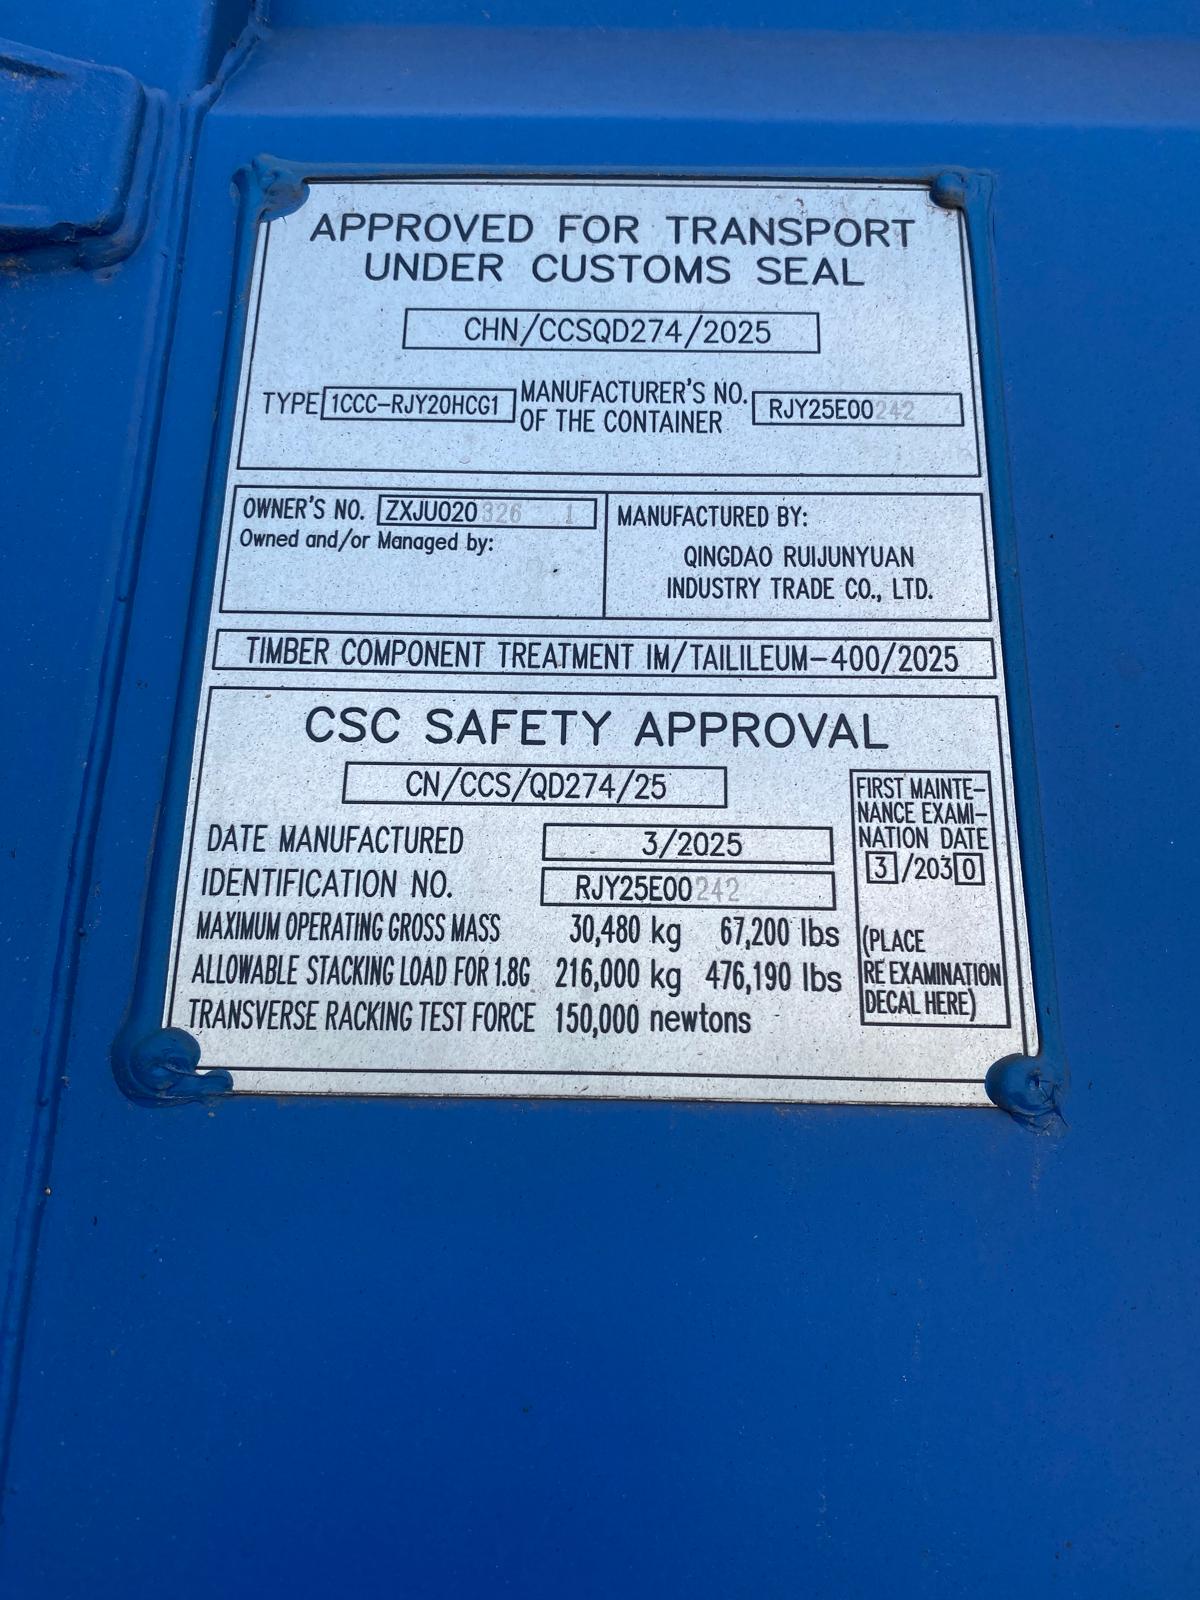 APPROVED FOR TRANSPORT
UNDER CUSTOMS SEAL
CHN/CCSQD274/2025
TYPE 1CCC-RJY20HCG1
MANUFACTURER'S NO.
OF THE CONTAINER
RJY25E00242
OWNER'S NO. ZXJU020326 1
Owned and/or Managed by:
MANUFACTURED BY:
QINGDAO RUIJUNYUAN
INDUSTRY TRADE CO., LTD.
TIMBER COMPONENT TREATMENT IM/TAILILEUM-400/2025
CSC SAFETY APPROVAL
CN/CCS/QD274/25
DATE MANUFACTURED 3/2025
IDENTIFICATION NO. RJY25E00242
MAXIMUM OPERATING GROSS MASS 30,480 kg 67,200 lbs
ALLOWABLE STACKING LOAD FOR 1.8G 216,000 kg 476,190 lbs
TRANSVERSE RACKING TEST FORCE 150,000 newtons
FIRST MAINTE-
NANCE EXAMI-
NATION DATE
3/2030
(PLACE
RE EXAMINATION
DECAL HERE)